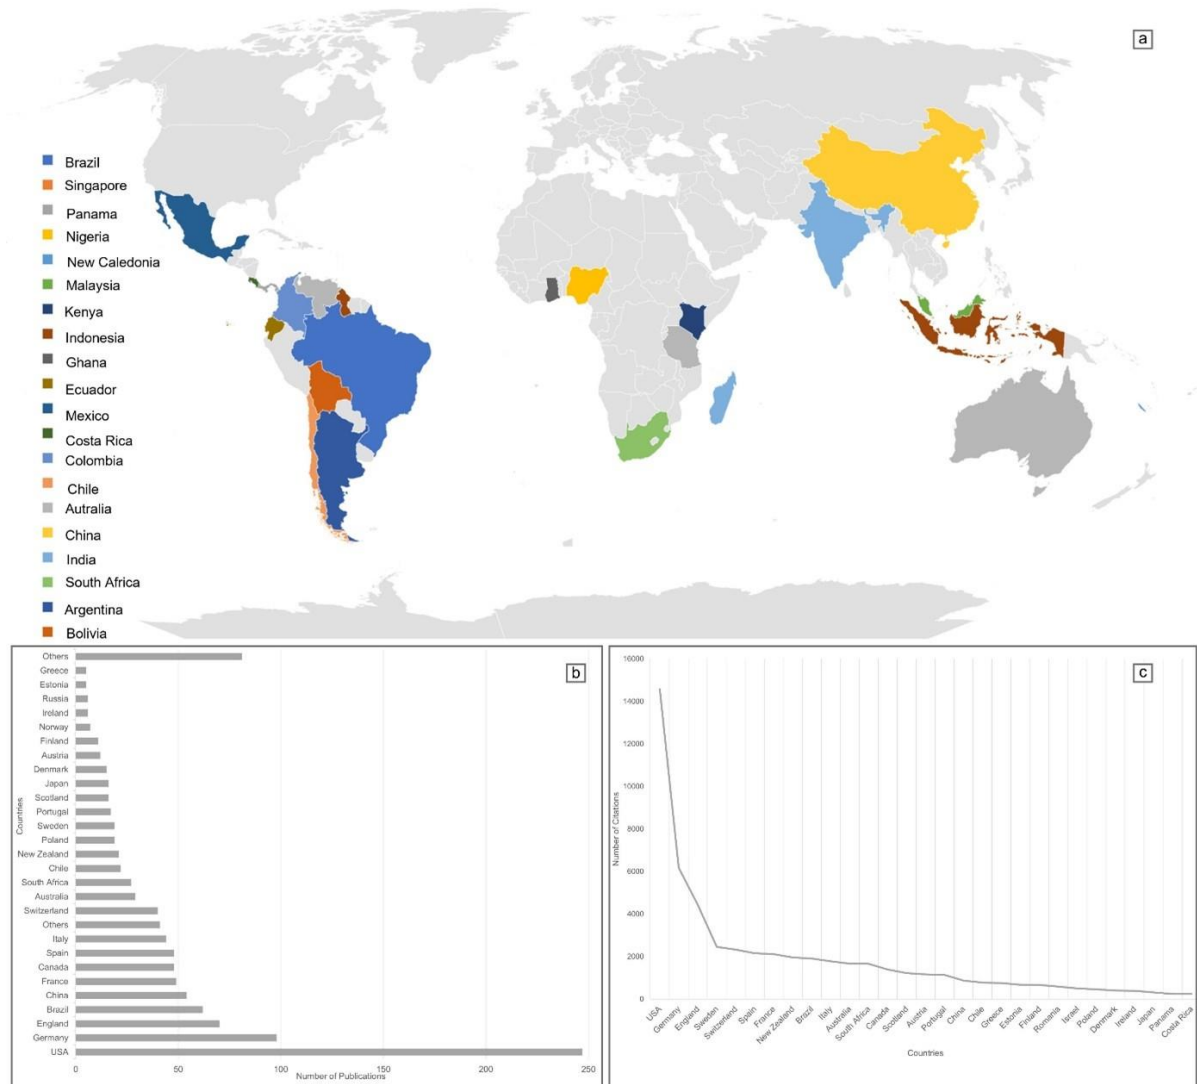 a
Brazil
Singapore
Panama
Nigeria
New Caledonia
Malaysia
Kenya
Indonesia
Ghana
Ecuador
Mexico
Costa Rica
Colombia
Chile
Autralia
China
India
South Africa
Argentina
Bolivia
b
Countries
Others
Greece
Estonia
Russia
Ireland
Norway
Finland
Austria
Denmark
Japan
Scotland
Portugal
Sweden
Poland
New Zealand
Chile
South Africa
Australia
Switzerland
Others
Italy
Spain
Canada
France
China
Brazil
England
Germany
USA
0 50 100 150 200 250
Number of Publications
c
Number of Citations
16000
14000
12000
10000
8000
6000
4000
2000
0
USA
Germany
England
Sweden
Switzerland
Spain
France
New Zealand
Brazil
Italy
Australia
South Africa
Canada
Scotland
Austria
Portugal
China
Chile
Greece
Estonia
Finland
Romania
Israel
Poland
Denmark
Ireland
Japan
Panama
Costa Rica
Countries